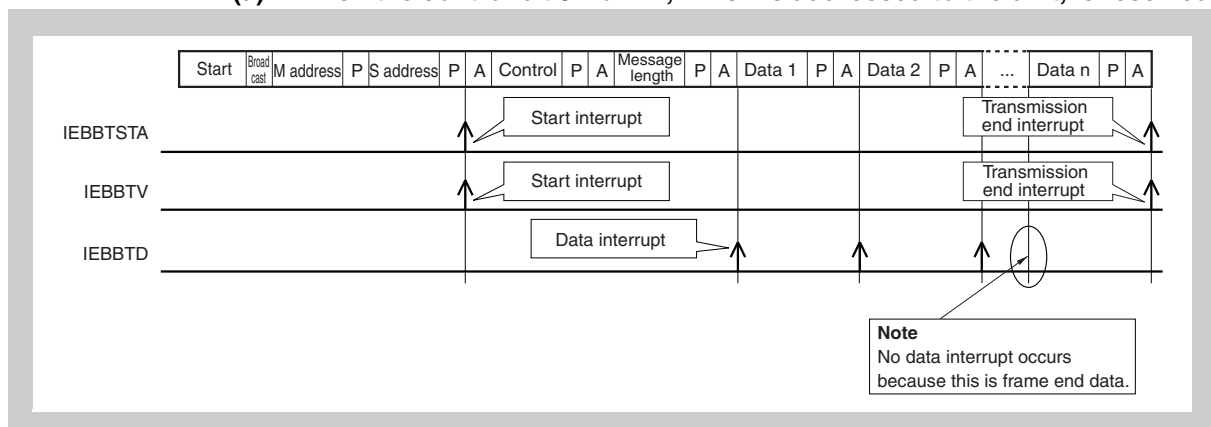 Start Broad cast M address P S address P A Control P A Message length P A Data 1 P A Data 2 P A ... Data n P A
IEBBTSTA
Start interrupt
Transmission
end interrupt
IEBBTV
Start interrupt
Transmission
end interrupt
IEBBTD
Data interrupt
Note
No data interrupt occurs
because this is frame end data.